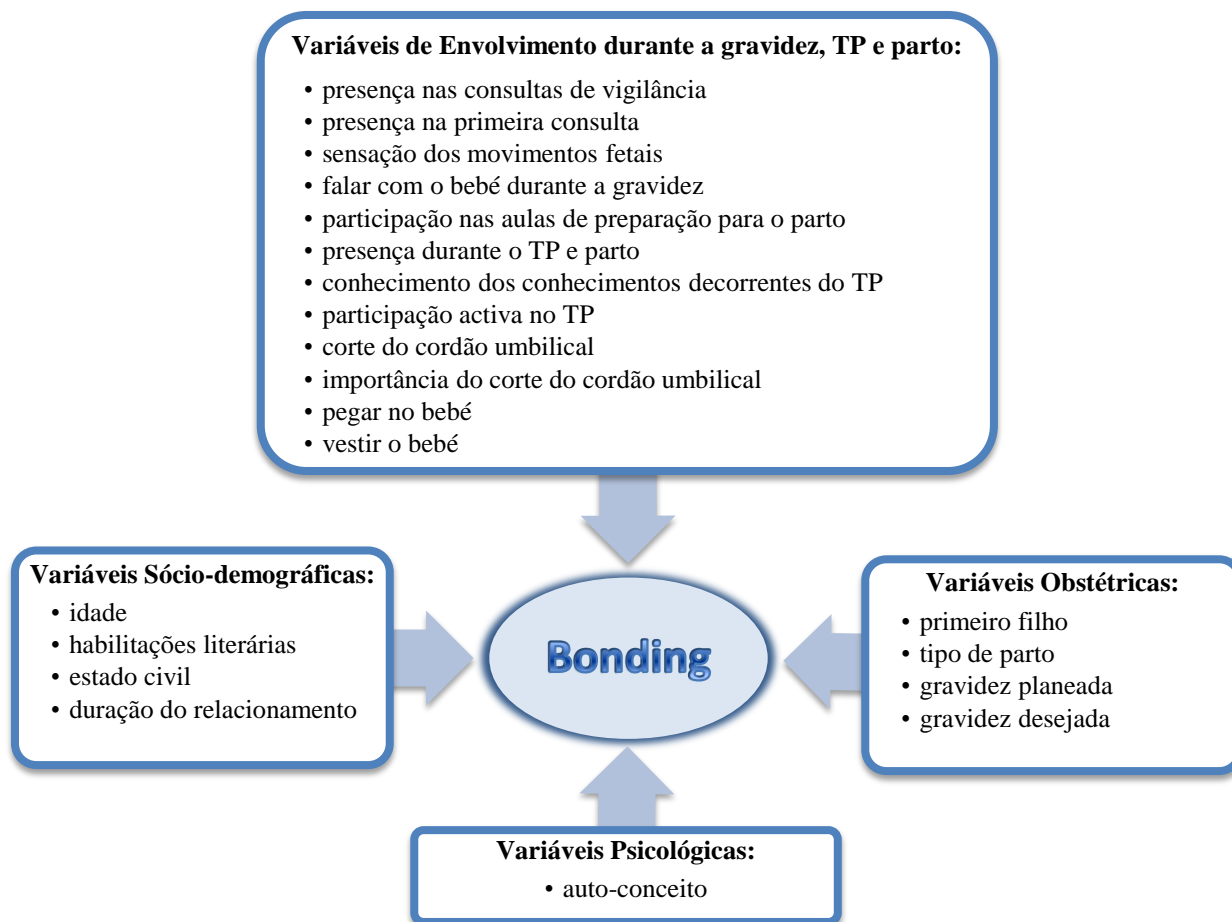 Variáveis de Envolvimento durante a gravidez, TP e parto:
• presença nas consultas de vigilância
• presença na primeira consulta
• sensação dos movimentos fetais
• falar com o bebé durante a gravidez
• participação nas aulas de preparação para o parto
• presença durante o TP e parto
• conhecimento dos conhecimentos decorrentes do TP
• participação activa no TP
• corte do cordão umbilical
• importância do corte do cordão umbilical
• pegar no bebé
• vestir o bebé
Variáveis Sócio-demográficas:
• idade
• habilitações literárias
• estado civil
• duração do relacionamento
Bonding
Variáveis Obstétricas:
• primeiro filho
• tipo de parto
• gravidez planeada
• gravidez desejada
Variáveis Psicológicas:
• auto-conceito